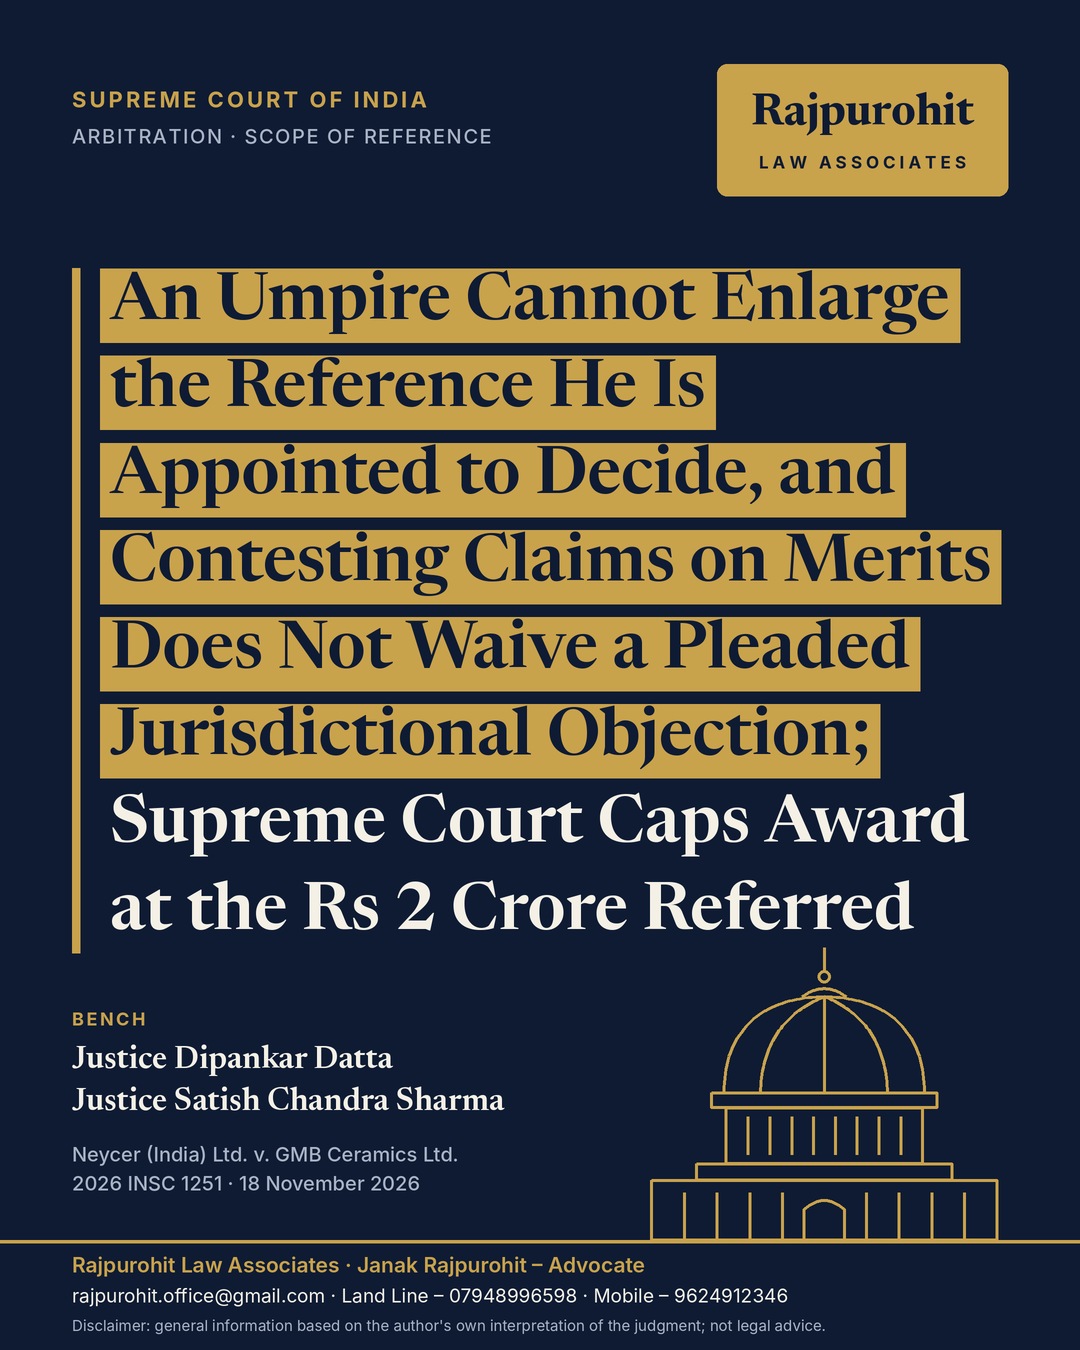 SUPREME COURT OF INDIA
ARBITRATION · SCOPE OF REFERENCE
Rajpurohit
LAW ASSOCIATES
An Umpire Cannot Enlarge
the Reference He Is
Appointed to Decide, and
Contesting Claims on Merits
Does Not Waive a Pleaded
Jurisdictional Objection;
Supreme Court Caps Award
at the Rs 2 Crore Referred
BENCH
Justice Dipankar Datta
Justice Satish Chandra Sharma
Neycer (India) Ltd. v. GMB Ceramics Ltd.
2026 INSC 1251 · 18 November 2026
Rajpurohit Law Associates · Janak Rajpurohit – Advocate
rajpurohit.office@gmail.com · Land Line – 07948996598 · Mobile – 9624912346
Disclaimer: general information based on the author's own interpretation of the judgment; not legal advice.